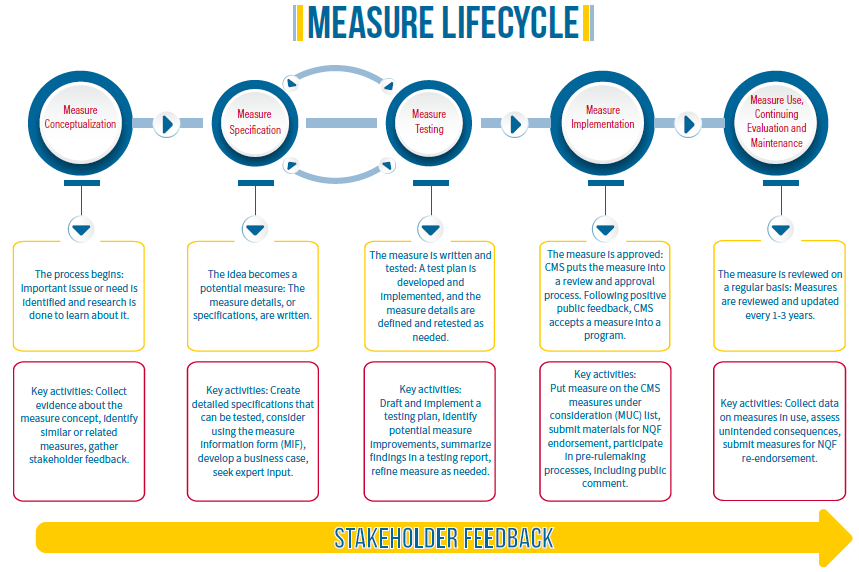 MEASURE LIFECYCLE
Measure
Conceptualization
Measure
Specification
Measure
Testing
Measure
Implementation
Measure Use,
Continuing
Evaluation and
Maintenance
The process begins:
Important issue or need is
identified and research is
done to learn about it.
The idea becomes a
potential measure: The
measure details, or
specifications, are written.
The measure is written and
tested: A test plan is
developed and
implemented, and the
measure details are
defined and retested as
needed.
The measure is approved:
CMS puts the measure into
a review and approval
process. Following positive
public feedback, CMS
accepts a measure into a
program.
The measure is reviewed on
a regular basis: Measures
are reviewed and updated
every 1-3 years.
Key activities: Collect
evidence about the
measure concept, identify
similar or related
measures, gather
stakeholder feedback.
Key activities: Create
detailed specifications that
can be tested, consider
using the measure
information form (MIF),
develop a business case,
seek expert input.
Key activities:
Draft and implement a
testing plan, identify
potential measure
improvements, summarize
findings in a testing report,
refine measure as needed.
Key activities:
Put measure on the CMS
measures under
consideration (MUC) list,
submit materials for NQF
endorsement, participate
in pre-rulemaking
processes, including public
comment.
Key activities: Collect data
on measures in use, assess
unintended consequences,
submit measures for NQF
re-endorsement.
STAKEHOLDER FEEDBACK